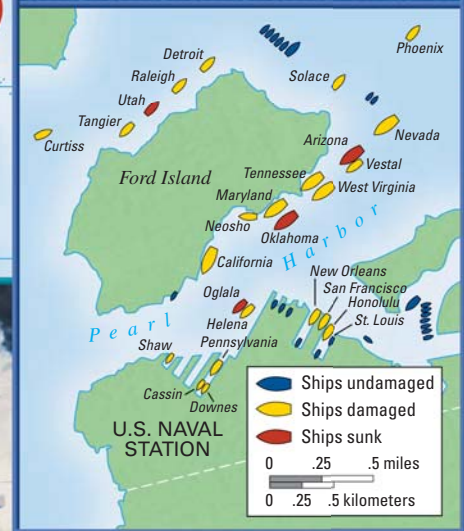 Detroit
Phoenix
Raleigh
Solace
Utah
Tangier
Curtiss
Nevada
Arizona
Vestal
Tennessee
Ford Island
West Virginia
Maryland
Neosho
Oklahoma
Harbor
California
New Orleans
San Francisco
Oglala
Honolulu
Pearl
St. Louis
Helena
Shaw
Pennsylvania
Cassin
Downes
U.S. NAVAL
STATION
Ships undamaged
Ships damaged
Ships sunk
0 .25 .5 miles
0 .25 .5 kilometers